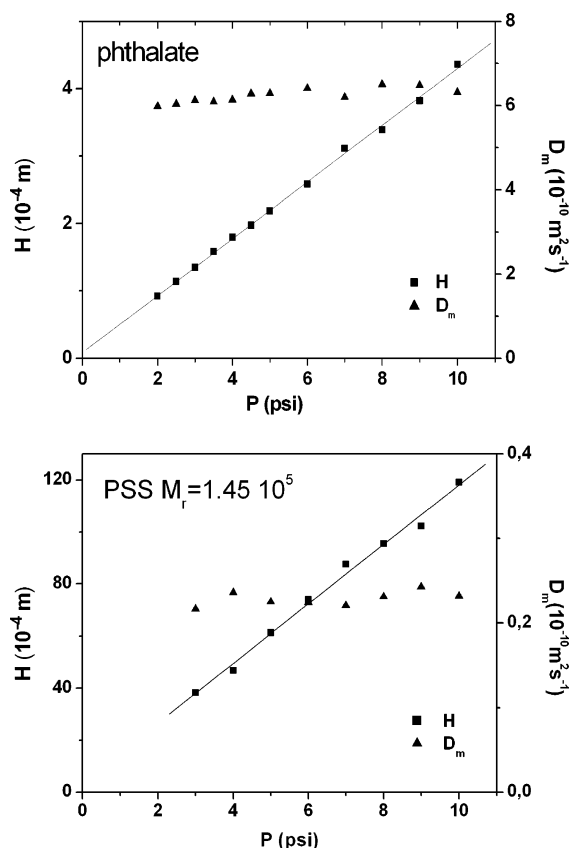 phthalate
H (10⁻⁴ m)
4
2
0
D_m (10⁻¹⁰ m²s⁻¹)
8
6
4
2
0
H
D_m
0 2 4 6 8 10
P (psi)
PSS M_r=1.45 10⁵
H (10⁻⁴ m)
120
80
40
0
D_m(10⁻¹⁰m²s⁻¹)
0,4
0,2
0,0
H
D_m
0 2 4 6 8 10
P (psi)